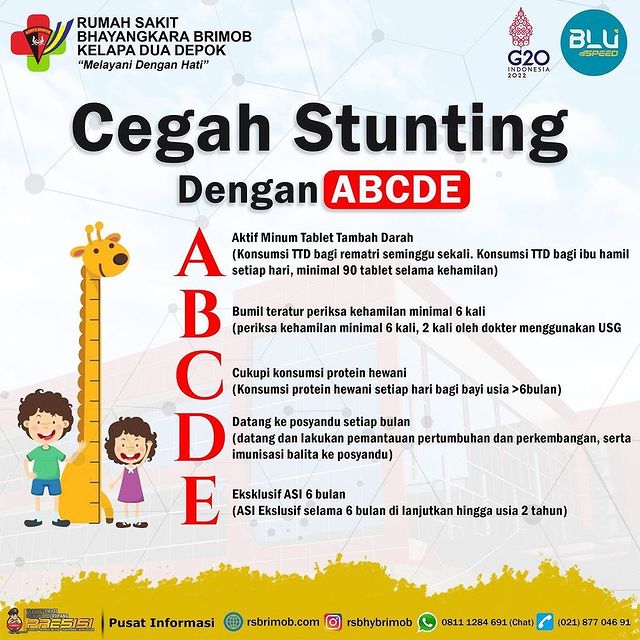 RUMAH SAKIT
BHAYANGKARA BRIMOB
KELAPA DUA DEPOK
"Melayani Dengan Hati"
G20
INDONESIA
2022
BLU
SPEED
Cegah Stunting
Dengan ABCDE
A
Aktif Minum Tablet Tambah Darah
(Konsumsi TTD bagi rematri seminggu sekali. Konsumsi TTD bagi ibu hamil
setiap hari, minimal 90 tablet selama kehamilan)
B
Bumil teratur periksa kehamilan minimal 6 kali
(periksa kehamilan minimal 6 kali, 2 kali oleh dokter menggunakan USG
C
Cukupi konsumsi protein hewani
(Konsumsi protein hewani setiap hari bagi bayi usia >6bulan)
D
Datang ke posyandu setiap bulan
(datang dan lakukan pemantauan pertumbuhan dan perkembangan, serta
imunisasi balita ke posyandu)
E
Eksklusif ASI 6 bulan
(ASI Ekslusif selama 6 bulan di lanjutkan hingga usia 2 tahun)
PRESISI
Pusat Informasi
rsbrimob.com
rsbhybrimob
0811 1284 691 (Chat)
(021) 877 046 91